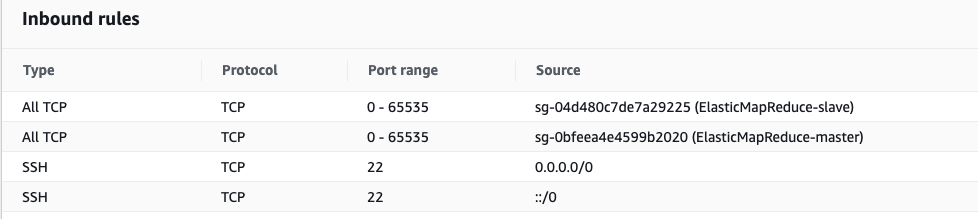 Inbound rules
Type Protocol Port range Source
All TCP TCP 0 - 65535 sg-04d480c7de7a29225 (ElasticMapReduce-slave)
All TCP TCP 0 - 65535 sg-0bfeea4e4599b2020 (ElasticMapReduce-master)
SSH TCP 22 0.0.0.0/0
SSH TCP 22 ::/0